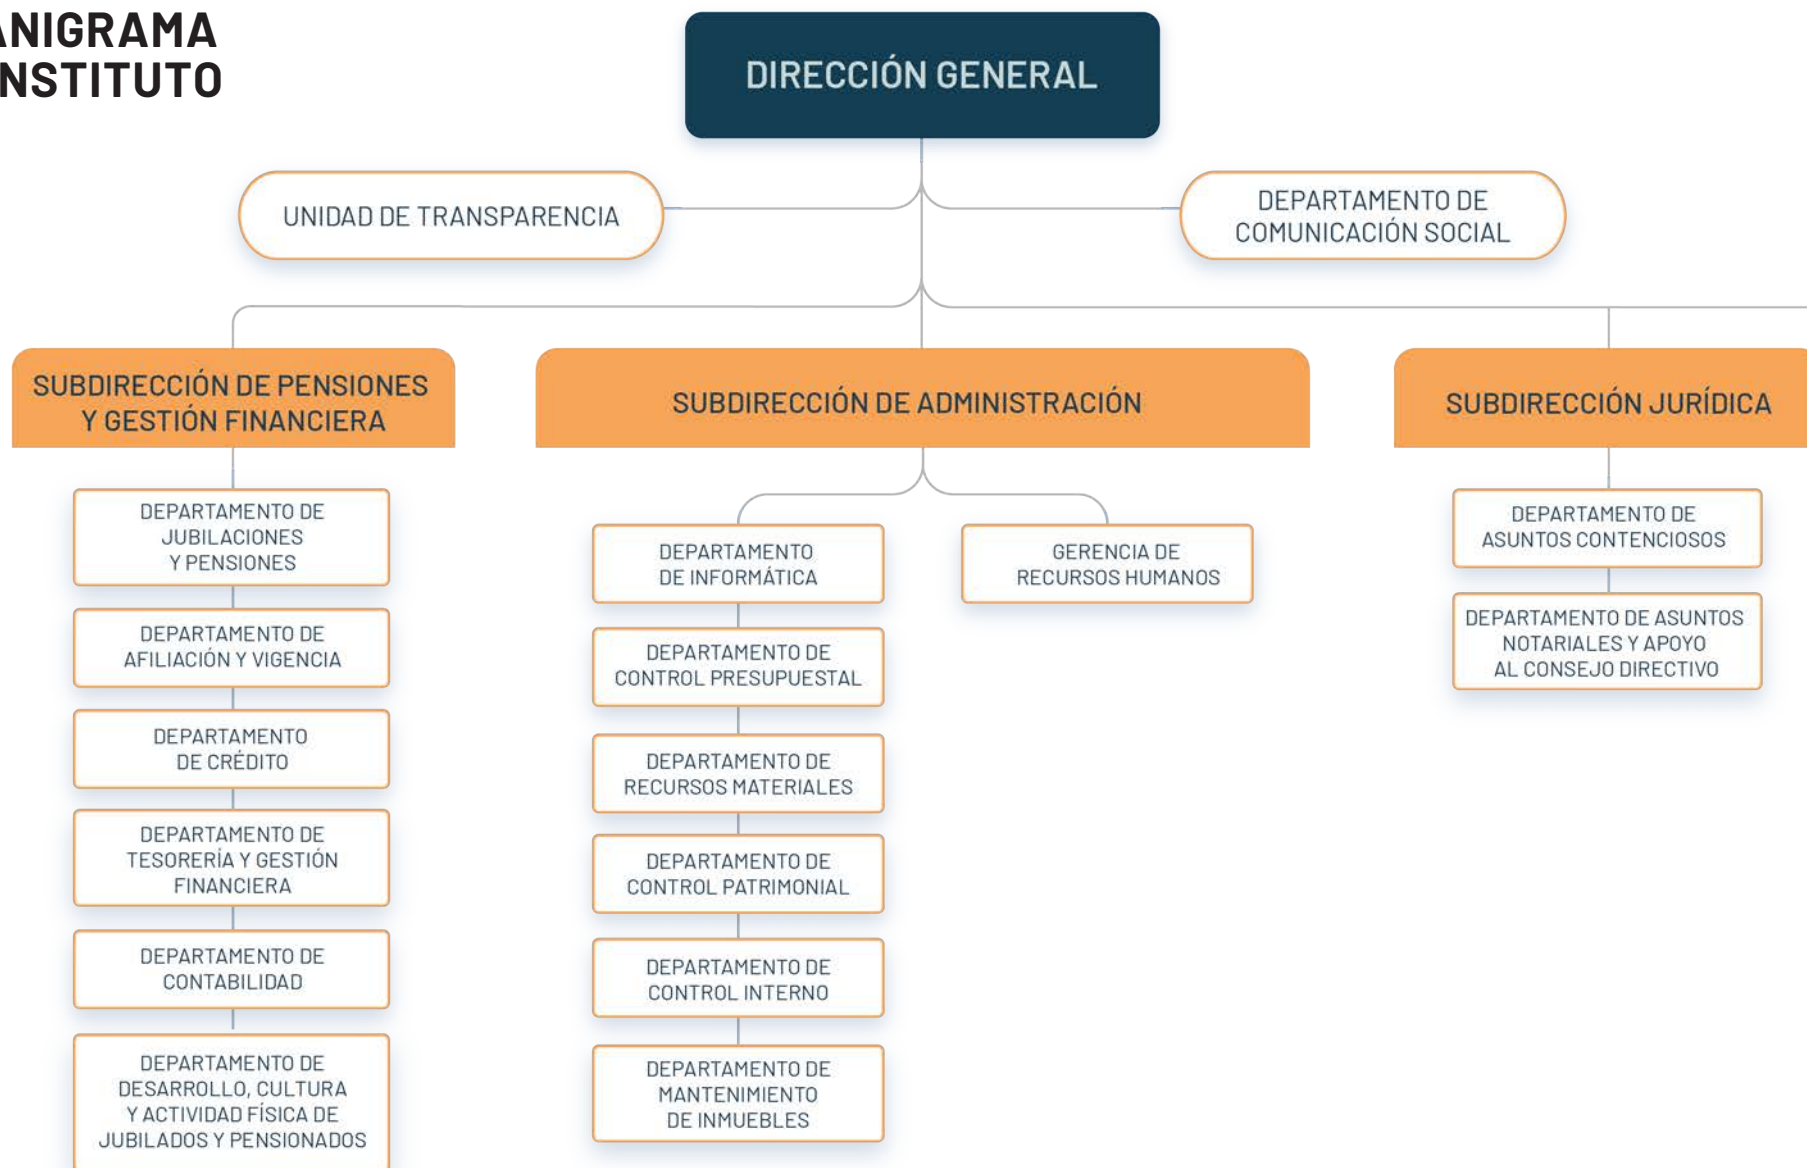 ANIGRAMA
INSTITUTO
DIRECCIÓN GENERAL
UNIDAD DE TRANSPARENCIA
DEPARTAMENTO DE
COMUNICACIÓN SOCIAL
SUBDIRECCIÓN DE PENSIONES
Y GESTIÓN FINANCIERA
DEPARTAMENTO DE
JUBILACIONES
Y PENSIONES
DEPARTAMENTO DE
AFILIACIÓN Y VIGENCIA
DEPARTAMENTO
DE CRÉDITO
DEPARTAMENTO DE
TESORERÍA Y GESTIÓN
FINANCIERA
DEPARTAMENTO DE
CONTABILIDAD
DEPARTAMENTO DE
DESARROLLO, CULTURA
Y ACTIVIDAD FÍSICA DE
JUBILADOS Y PENSIONADOS
SUBDIRECCIÓN DE ADMINISTRACIÓN
DEPARTAMENTO
DE INFORMÁTICA
DEPARTAMENTO DE
CONTROL PRESUPUESTAL
DEPARTAMENTO DE
RECURSOS MATERIALES
DEPARTAMENTO DE
CONTROL PATRIMONIAL
DEPARTAMENTO DE
CONTROL INTERNO
DEPARTAMENTO DE
MANTENIMIENTO
DE INMUEBLES
GERENCIA DE
RECURSOS HUMANOS
SUBDIRECCIÓN JURÍDICA
DEPARTAMENTO DE
ASUNTOS CONTENCIOSOS
DEPARTAMENTO DE ASUNTOS
NOTARIALES Y APOYO
AL CONSEJO DIRECTIVO